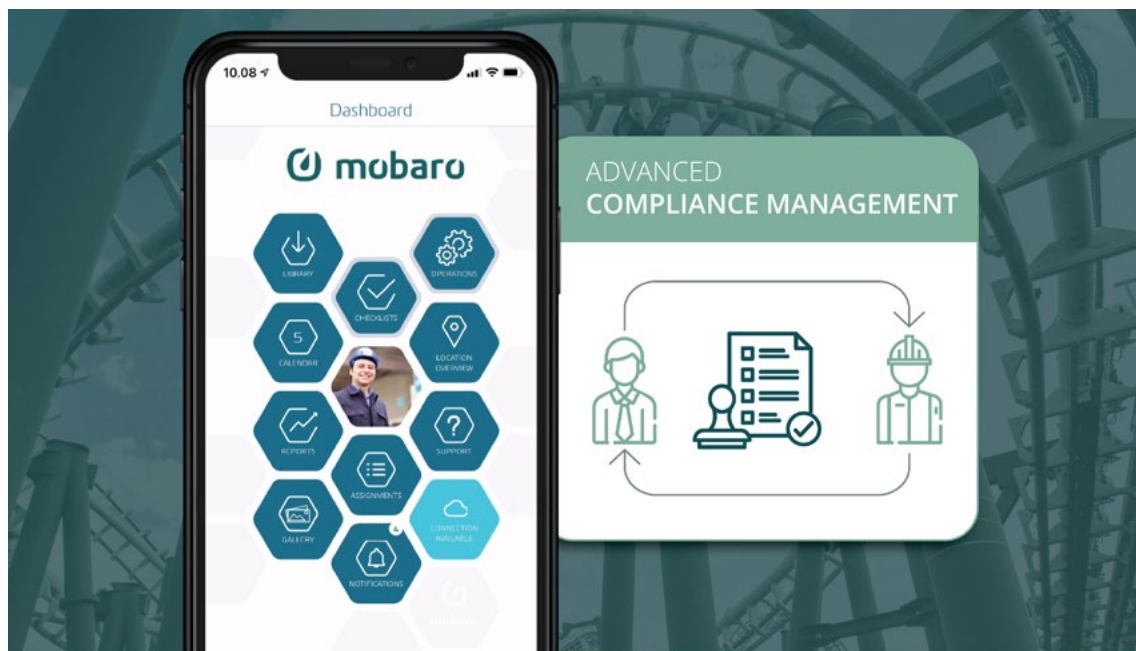 10.08
Dashboard
mobaro
ADVANCED
COMPLIANCE MANAGEMENT
LIBRARY
OPERATIONS
CHECKLISTS
5
CALENDAR
LOCATION
OVERVIEW
REPORTS
?
SUPPORT
ASSIGNMENTS
GALLERY
CONNECTION
AVAILABLE
NOTIFICATIONS